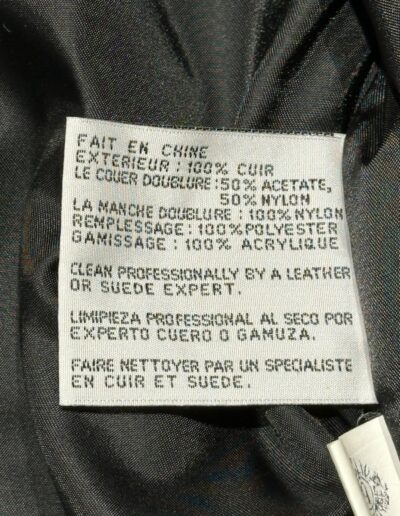 FAIT EN CHINE
EXTERIEUR : 100% CUIR
LE COUER DOUBLURE : 50% ACETATE,
50% NYLON
LA MANCHE DOUBLURE : 100% NYLON
REMPLESSAGE : 100% POLYESTER
GAMISSAGE : 100% ACRYLIQUE
CLEAN PROFESSIONALLY BY A LEATHER
OR SUEDE EXPERT.
LIMIPIEZA PROFESSIONAL AL SECO POR
EXPERTO CUERO O GAMUZA.
FAIRE NETTOYER PAR UN SPECIALISTE
EN CUIR ET SUEDE.